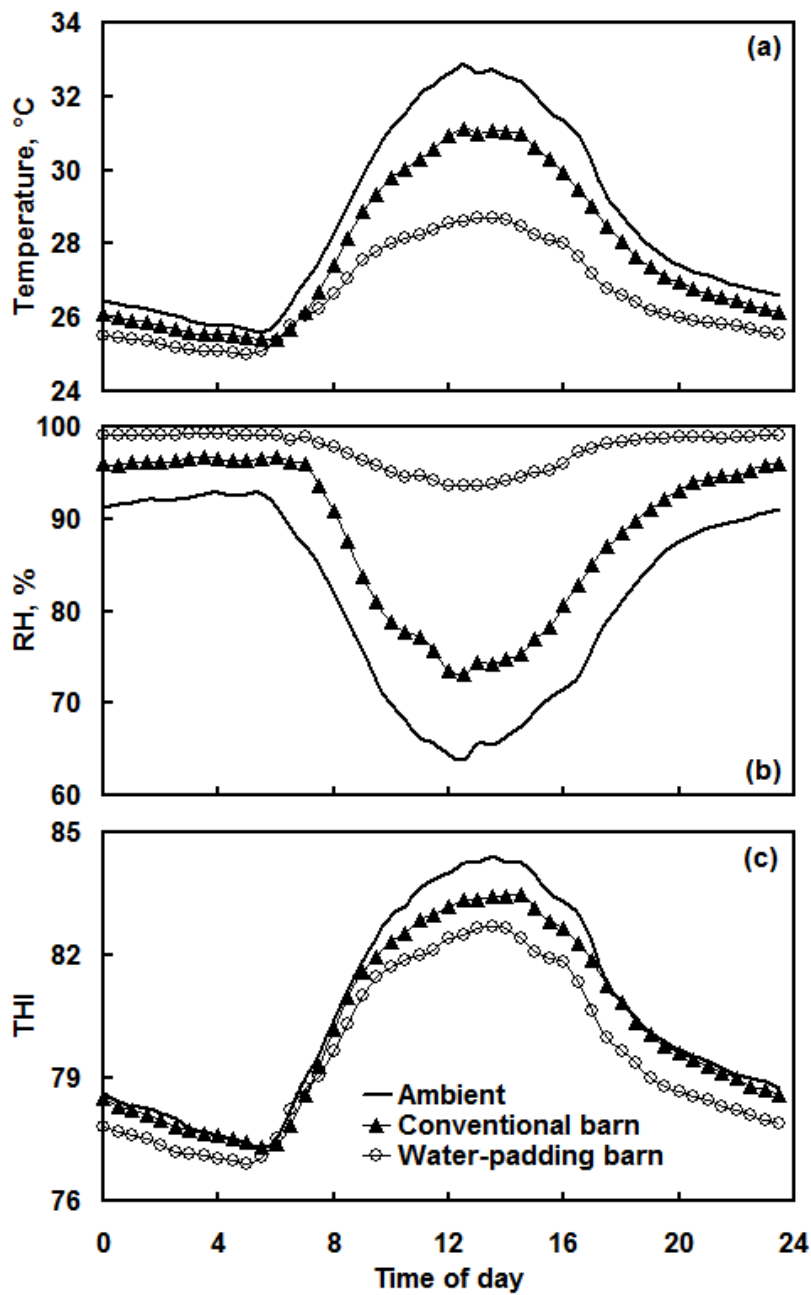 34
(a)
32
30
28
26
24
Temperature, °C
100
90
80
70
60
RH, %
(b)
85
(c)
82
79
76
THI
Ambient
Conventional barn
Water-padding barn
0 4 8 12 16 20 24
Time of day